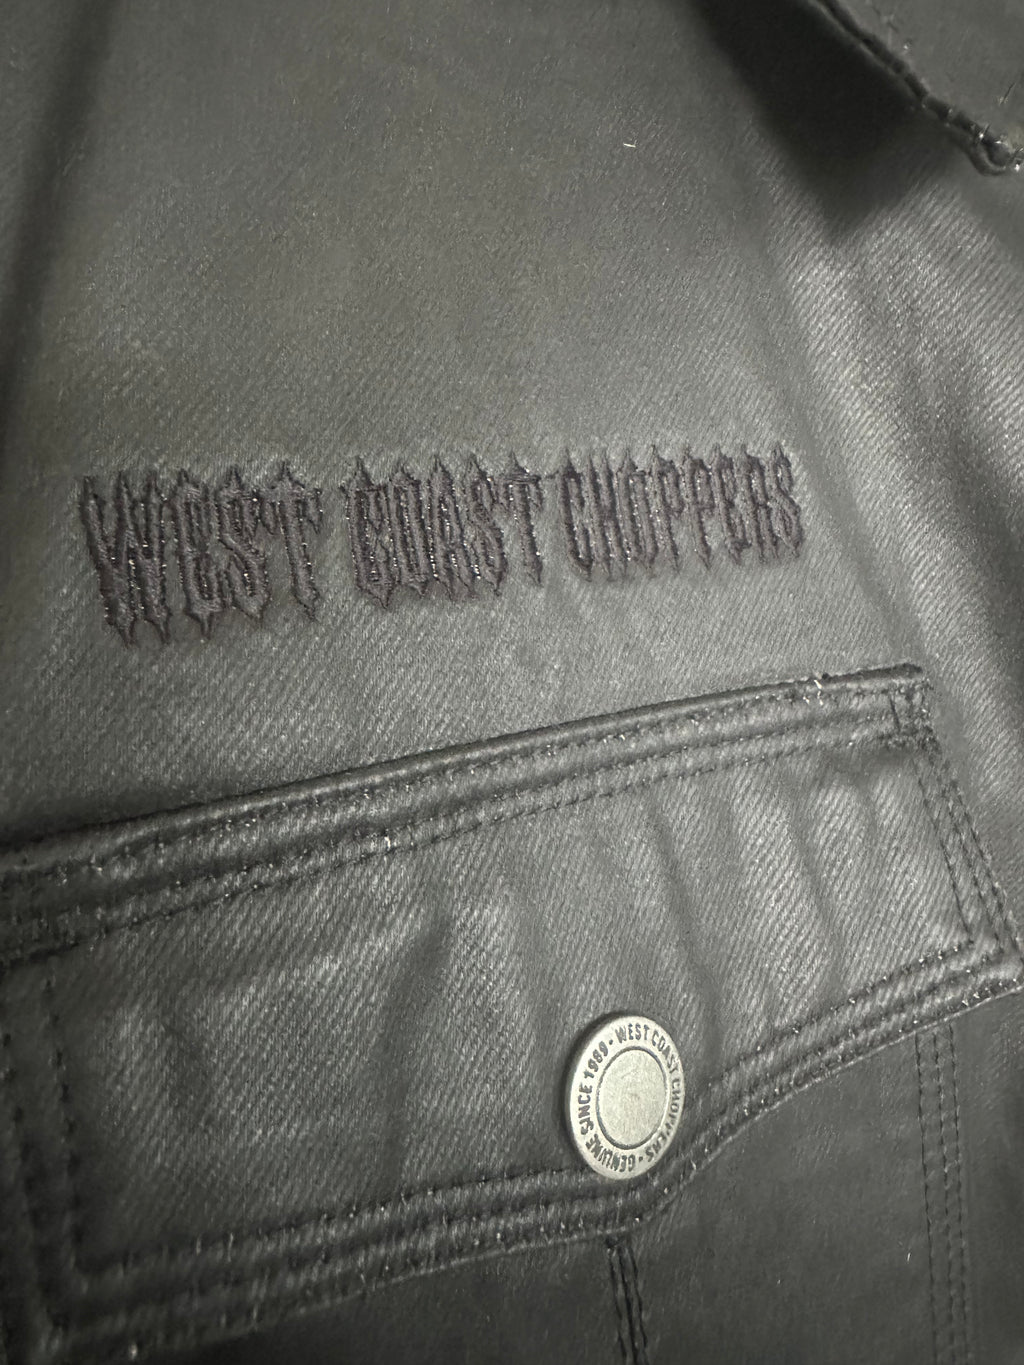 WEST COAST CHOPPERS
WEST COAST CHOPPERS · GENUINE SINCE 1989 ·